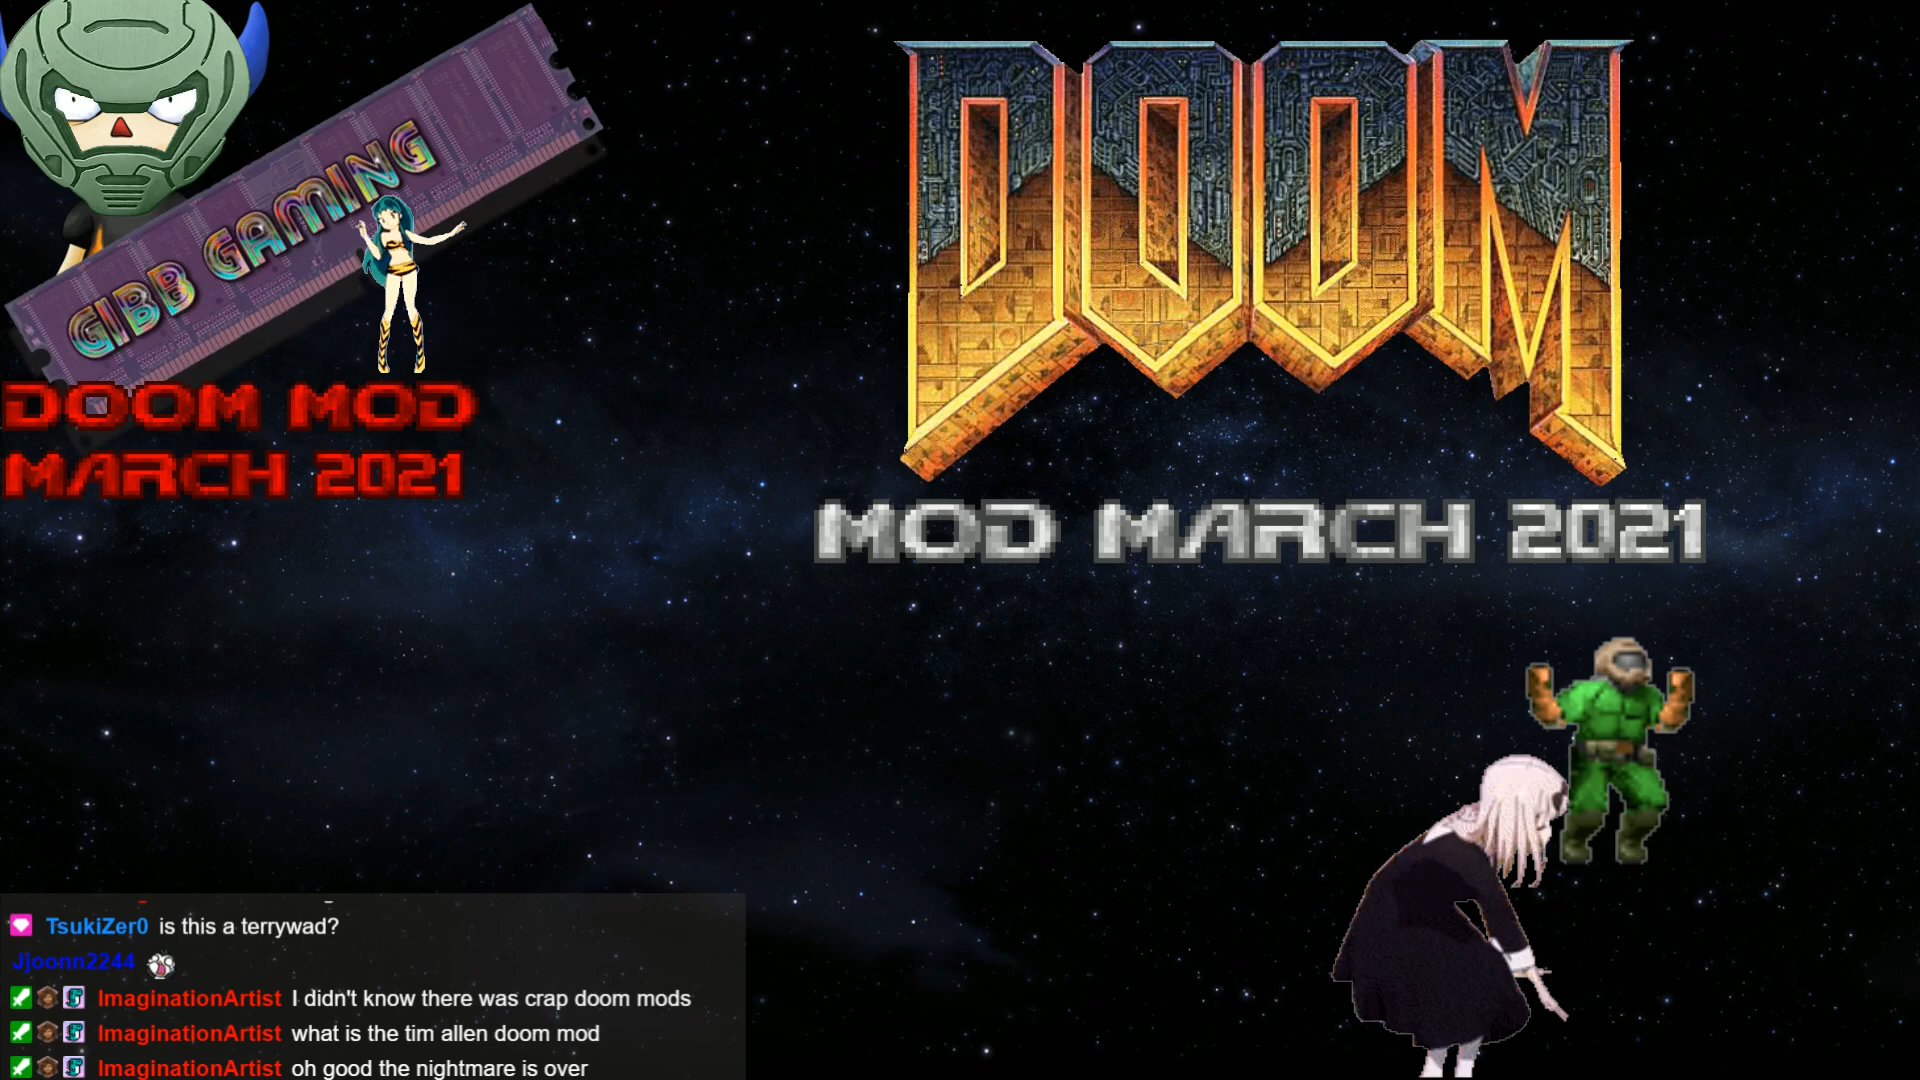 GIBB GAMING
DOOM MOD
MARCH 2021
DOOM
MOD MARCH 2021
TsukiZer0 is this a terrywad?
Jjoonn2244
ImaginationArtist I didn't know there was crap doom mods
ImaginationArtist what is the tim allen doom mod
ImaginationArtist oh good the nightmare is over